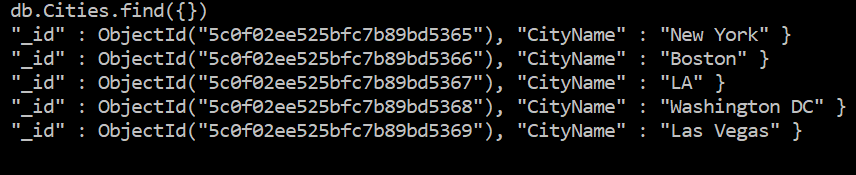 db.Cities.find({})
"_id" : ObjectId("5c0f02ee525bfc7b89bd5365"), "CityName" : "New York" }
"_id" : ObjectId("5c0f02ee525bfc7b89bd5366"), "CityName" : "Boston" }
"_id" : ObjectId("5c0f02ee525bfc7b89bd5367"), "CityName" : "LA" }
"_id" : ObjectId("5c0f02ee525bfc7b89bd5368"), "CityName" : "Washington DC" }
"_id" : ObjectId("5c0f02ee525bfc7b89bd5369"), "CityName" : "Las Vegas" }